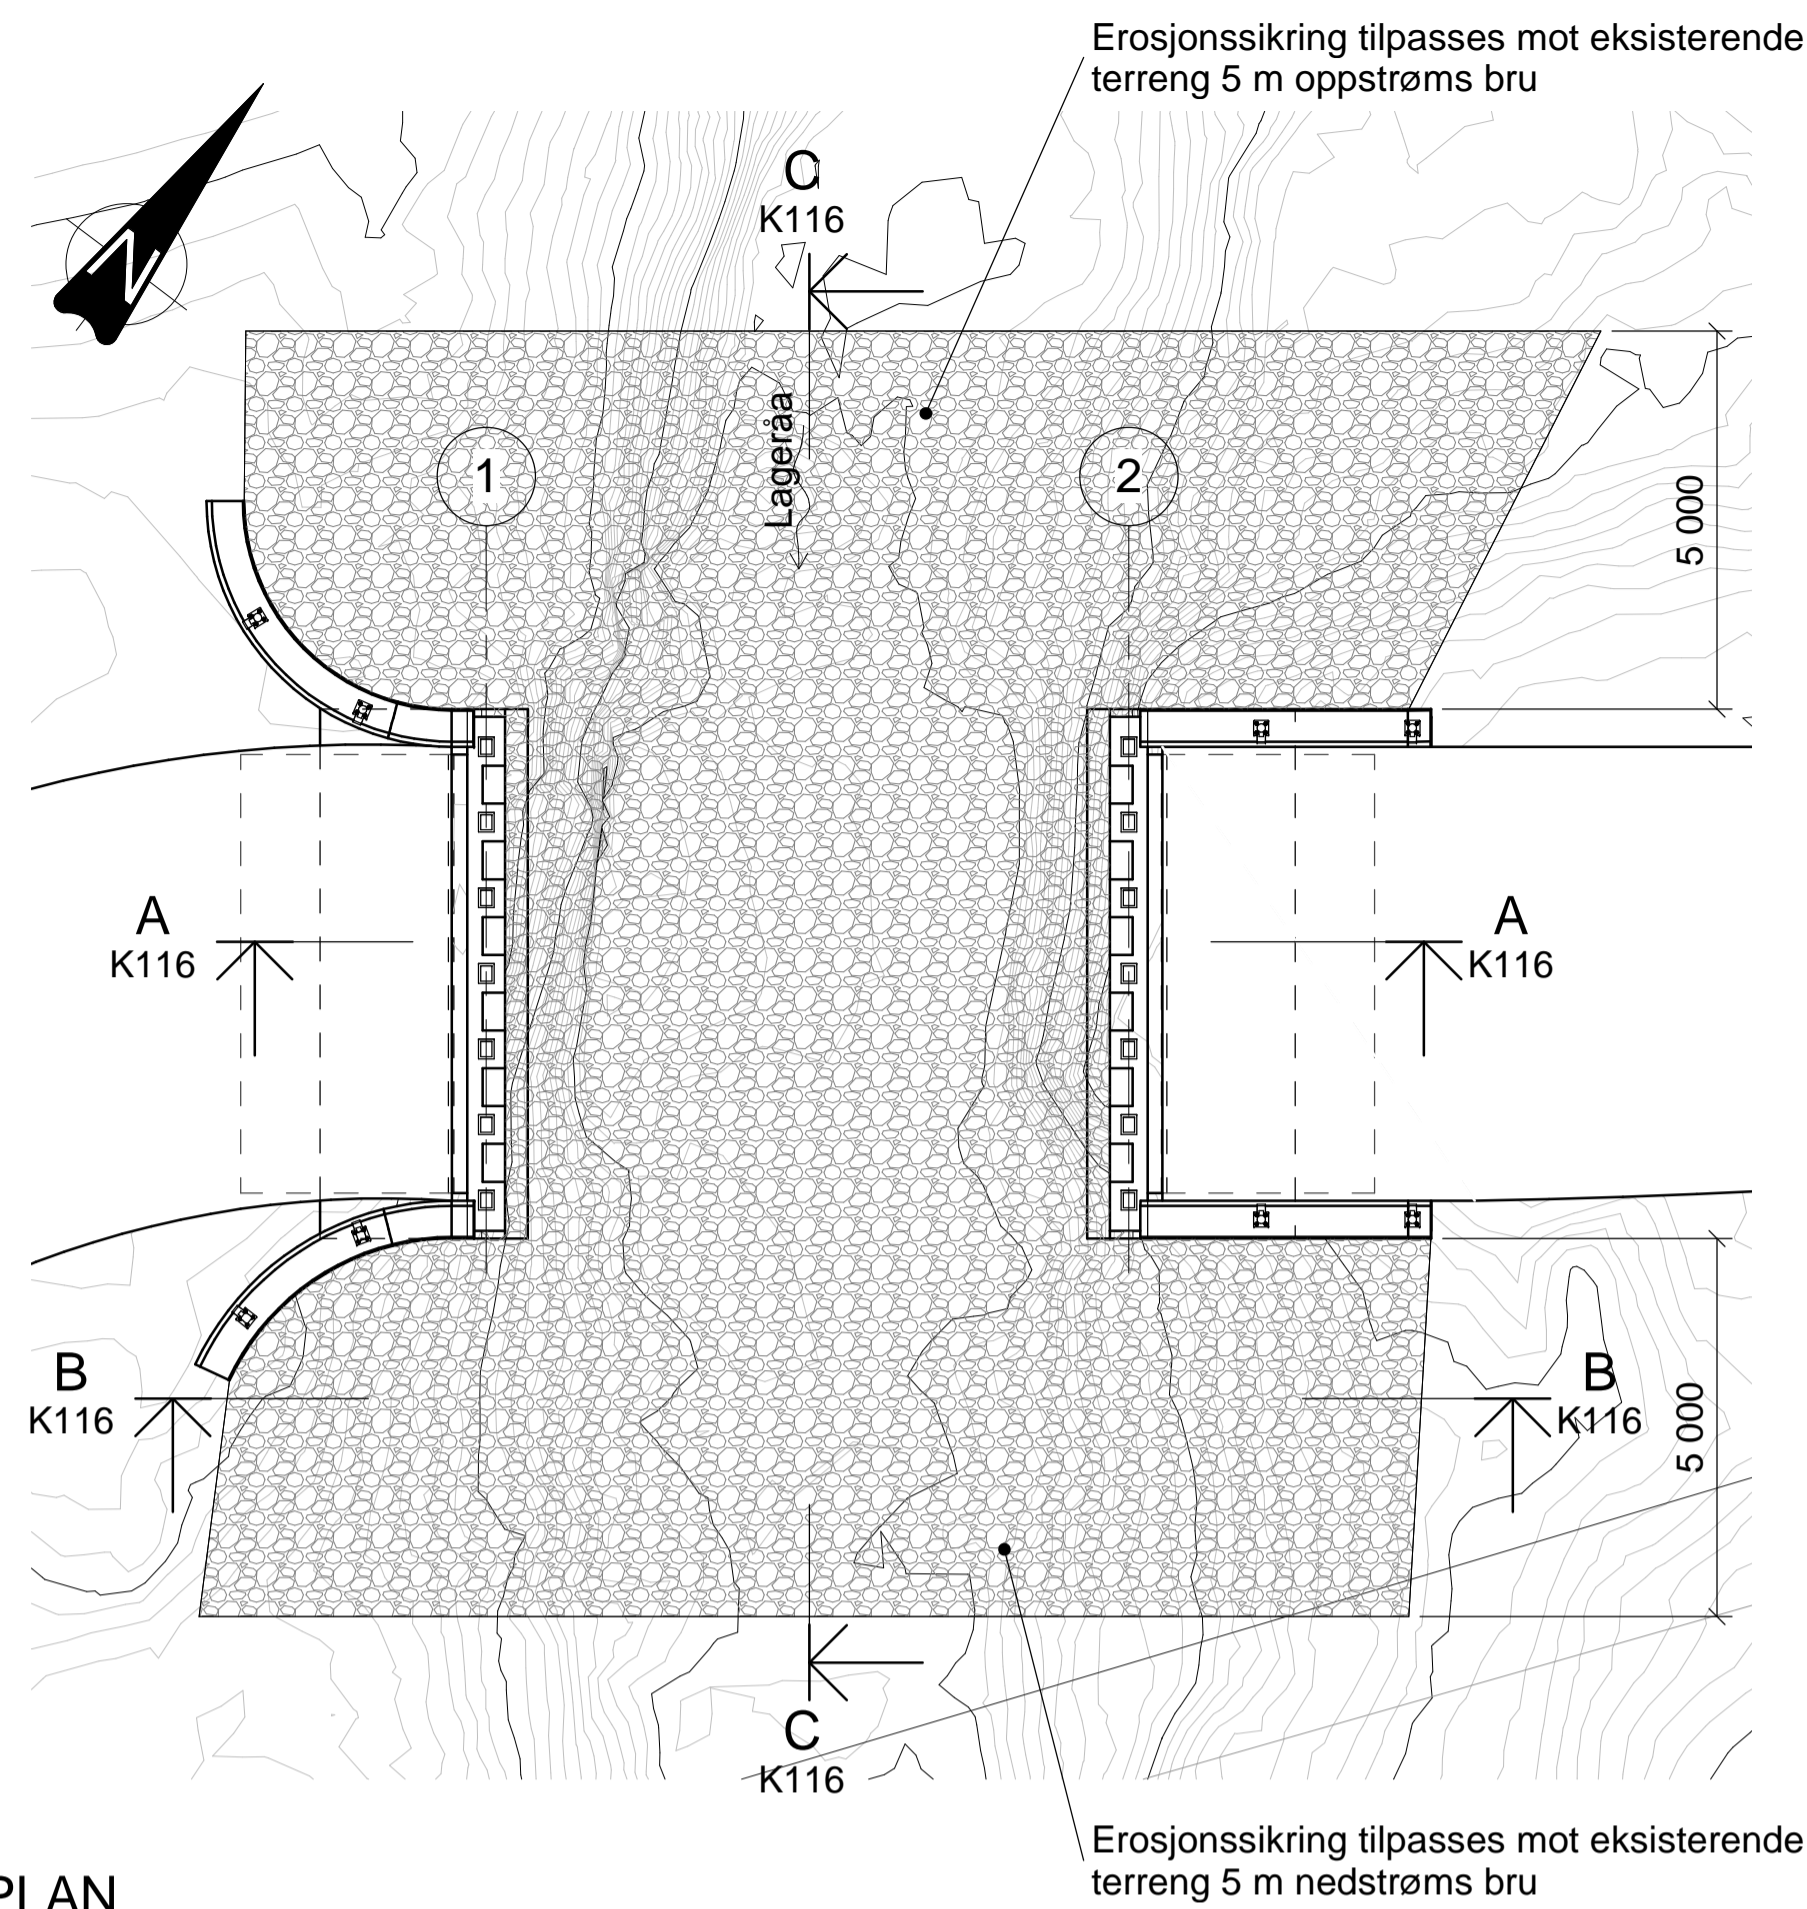 Erosjonssikring tilpasses mot eksisterende
terreng 5 m oppstrøms bru
N
C
K116
Lageråa
1
2
5 000
A
K116
A
K116
B
K116
B
K116
5 000
C
K116
Erosjonssikring tilpasses mot eksisterende
terreng 5 m nedstrøms bru
PLAN